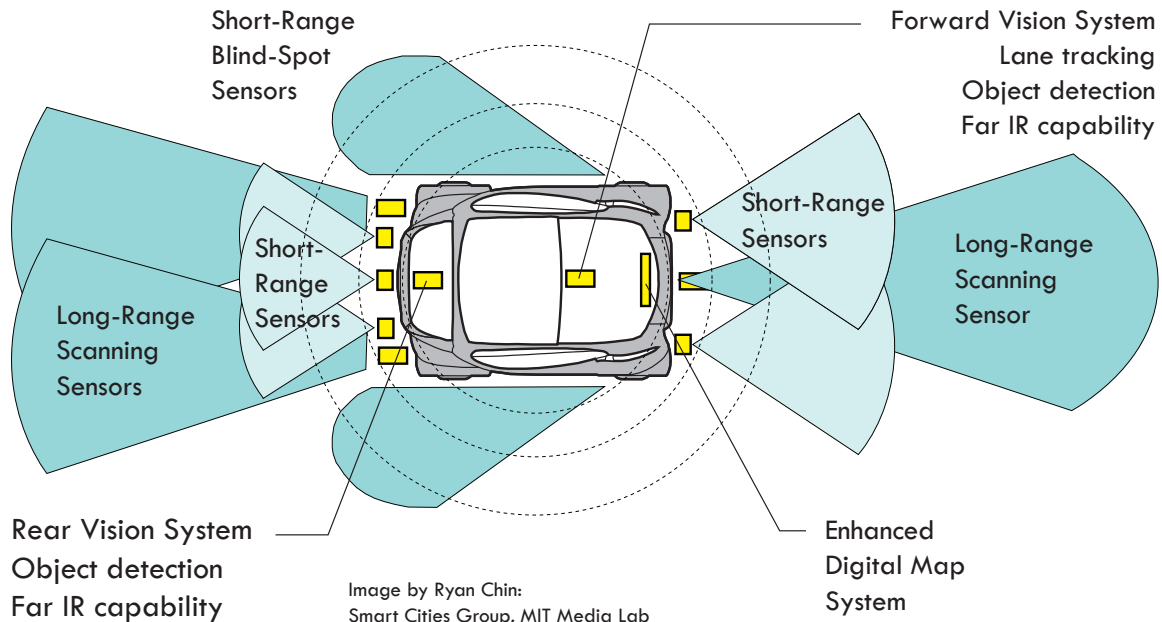 Short-Range
Blind-Spot
Sensors
Forward Vision System
Lane tracking
Object detection
Far IR capability
Short-Range
Sensors
Long-Range
Scanning
Sensor
Short-
Range
Sensors
Long-Range
Scanning
Sensors
Rear Vision System
Object detection
Far IR capability
Image by Ryan Chin:
Smart Cities Group, MIT Media Lab
Enhanced
Digital Map
System